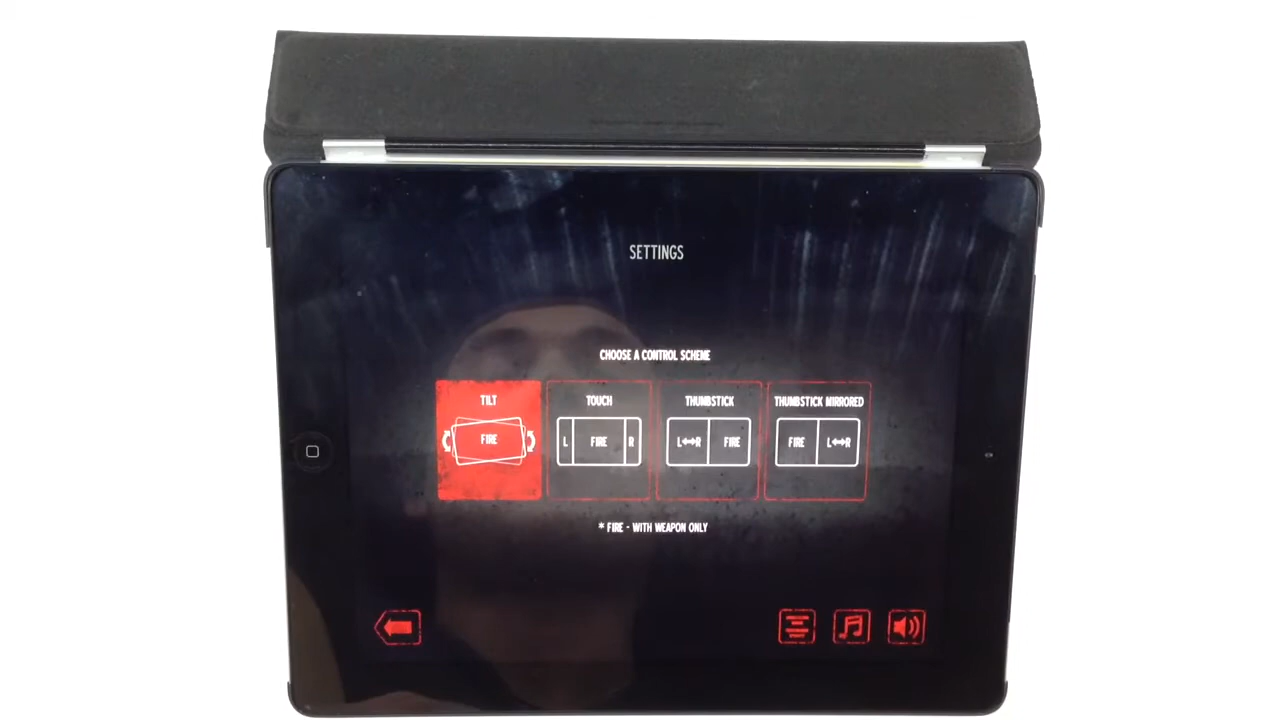 SETTINGS
CHOOSE A CONTROL SCHEME
TILT
FIRE
TOUCH
L FIRE R
THUMBSTICK
L↔R FIRE
THUMBSTICK MIRRORED
FIRE L↔R
* FIRE - WITH WEAPON ONLY